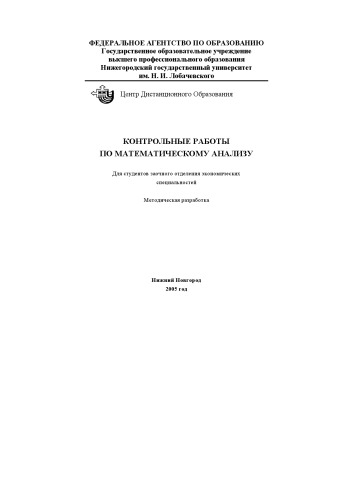 ФЕДЕРАЛЬНОЕ АГЕНТСТВО ПО ОБРАЗОВАНИЮ
Государственное образовательное учреждение
высшего профессионального образования
Нижегородский государственный университет
им. Н. И. Лобачевского
Центр Дистанционного Образования
КОНТРОЛЬНЫЕ РАБОТЫ
ПО МАТЕМАТИЧЕСКОМУ АНАЛИЗУ
Для студентов заочного отделения экономических
специальностей
Методическая разработка
Нижний Новгород
2005 год